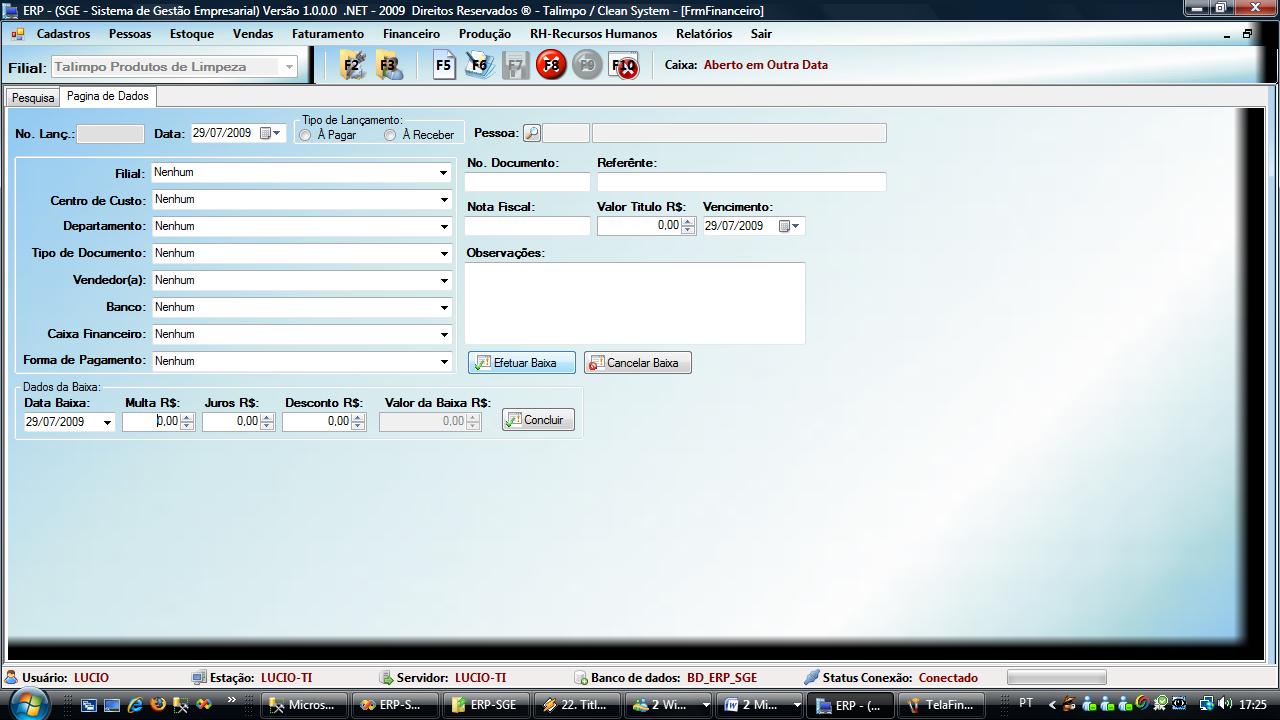 ERP - (SGE - Sistema de Gestão Empresarial) Versão 1.0.0.0 .NET - 2009 Direitos Reservados ® - Talimpo / Clean System - [FrmFinanceiro]
Cadastros Pessoas Estoque Vendas Faturamento Financeiro Produção RH-Recursos Humanos Relatórios Sair
Filial: Talimpo Produtos de Limpeza F2 F3 F5 F6 F7 F8 F9 F10 Caixa: Aberto em Outra Data
Pesquisa Pagina de Dados
Tipo de Lançamento:
No. Lanç.: Data: 29/07/2009 À Pagar À Receber Pessoa:
No. Documento: Referênte:
Filial: Nenhum
Centro de Custo: Nenhum
Nota Fiscal: Valor Titulo R$: Vencimento:
Departamento: Nenhum 0,00 29/07/2009
Tipo de Documento: Nenhum Observações:
Vendedor(a): Nenhum
Banco: Nenhum
Caixa Financeiro: Nenhum
Forma de Pagamento: Nenhum Efetuar Baixa Cancelar Baixa
Dados da Baixa:
Data Baixa: Multa R$: Juros R$: Desconto R$: Valor da Baixa R$:
29/07/2009 0,00 0,00 0,00 0,00 Concluir
Usuário: LUCIO Estação: LUCIO-TI Servidor: LUCIO-TI Banco de dados: BD_ERP_SGE Status Conexão: Conectado
» Micros... ERP-S... ERP-SGE 22. Titl... 2 Wi... 2 Mi... ERP - (... TelaFin... PT < 17:25